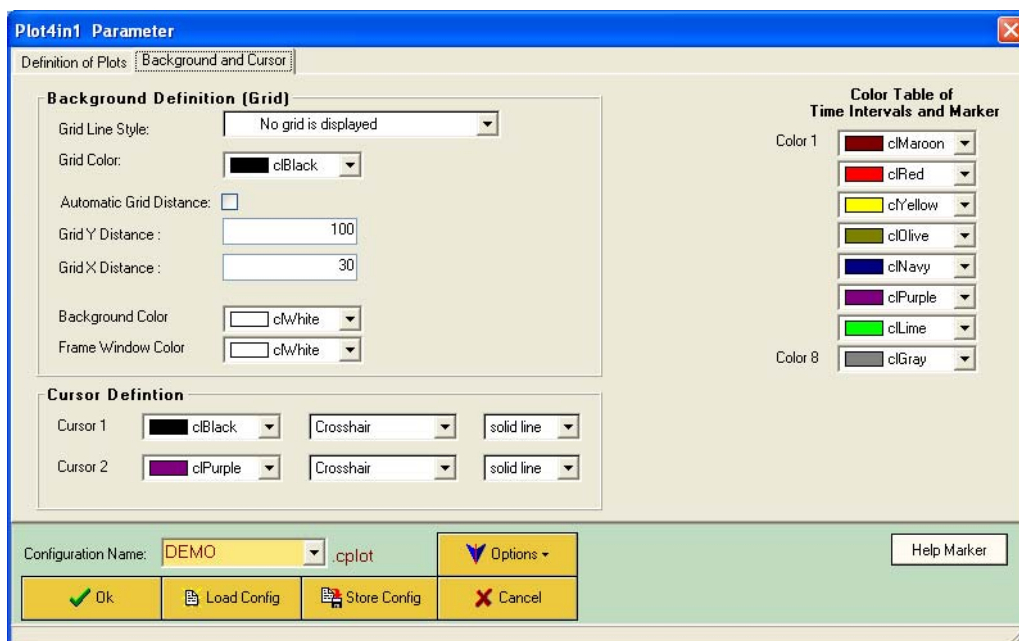 Plot4in1 Parameter
Definition of Plots
Background and Cursor
Background Definition (Grid)
Grid Line Style:
No grid is displayed
Grid Color:
clBlack
Automatic Grid Distance:
Grid Y Distance :
100
Grid X Distance :
30
Background Color
clWhite
Frame Window Color
clWhite
Color Table of
Time Intervals and Marker
Color 1
clMaroon
clRed
clYellow
clOlive
clNavy
clPurple
clLime
Color 8
clGray
Cursor Defintion
Cursor 1
clBlack
Crosshair
solid line
Cursor 2
clPurple
Crosshair
solid line
Configuration Name:
DEMO
.cplot
Options
Help Marker
Ok
Load Config
Store Config
Cancel